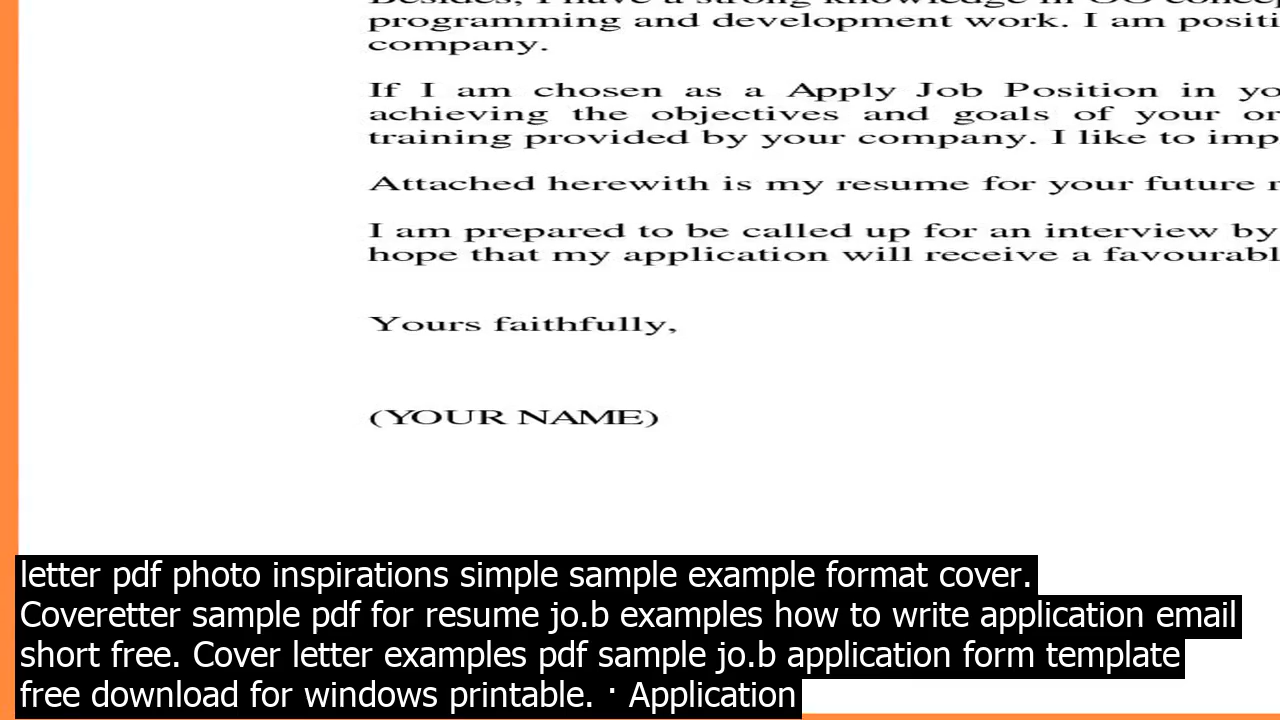 programming and development work. I am positi
company.
If I am chosen as a Apply Job Position in yo
achieving the objectives and goals of your or
training provided by your company. I like to imp
Attached herewith is my resume for your future r
I am prepared to be called up for an interview by
hope that my application will receive a favourabl
Yours faithfully,
(YOUR NAME)
letter pdf photo inspirations simple sample example format cover.
Coveretter sample pdf for resume jo.b examples how to write application email
short free. Cover letter examples pdf sample jo.b application form template
free download for windows printable. · Application